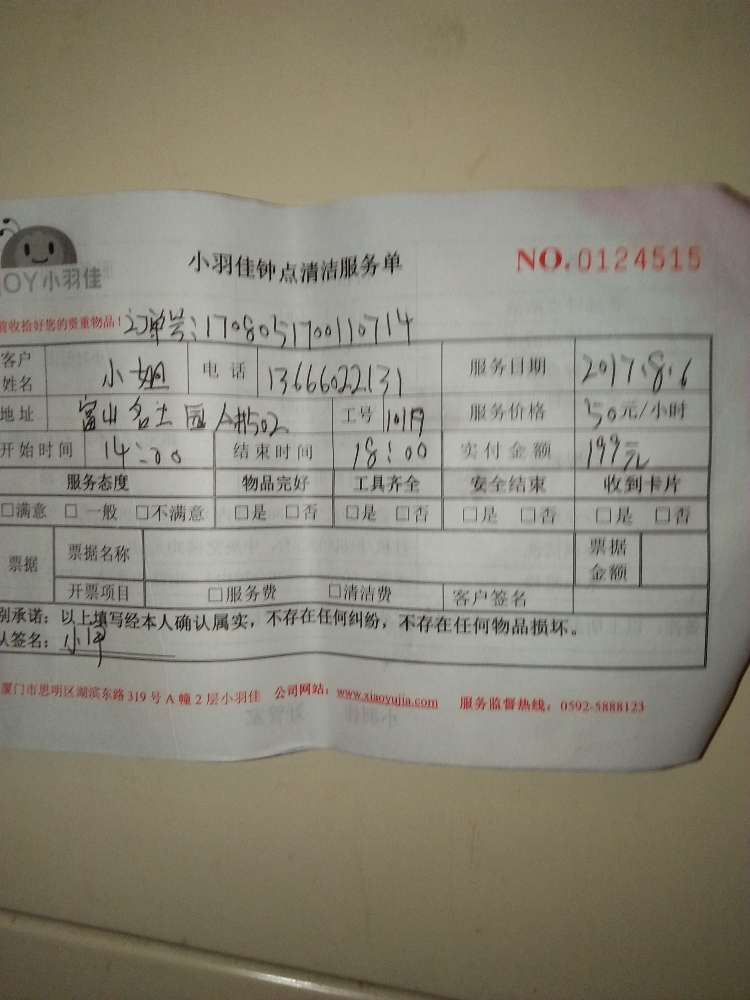 小羽佳钟点清洁服务单 NO.0124515
JOY小羽佳
收拾好您的贵重物品! 订单号:1708051700110714
客户姓名 小姐 电话 13666022131 服务日期 2017.8.6
地址 富山名士园 502 工号 服务价格 50元/小时
开始时间 14:00 结束时间 18:00 实付金额 199元
服务态度 物品完好 工具齐全 安全结束 收到卡片
□满意 □一般 □不满意 □是 □否 □是 □否 □是 □否 □是 □否
票据 票据名称 票据金额
开票项目 □服务费 □清洁费 客户签名
别承诺:以上填写经本人确认属实,不存在任何纠纷,不存在任何物品损坏。
认签名:
厦门市思明区湖滨东路319号A幢2层小羽佳 公司网站:www.xiaoyujia.com 服务监督热线:0592-5888123